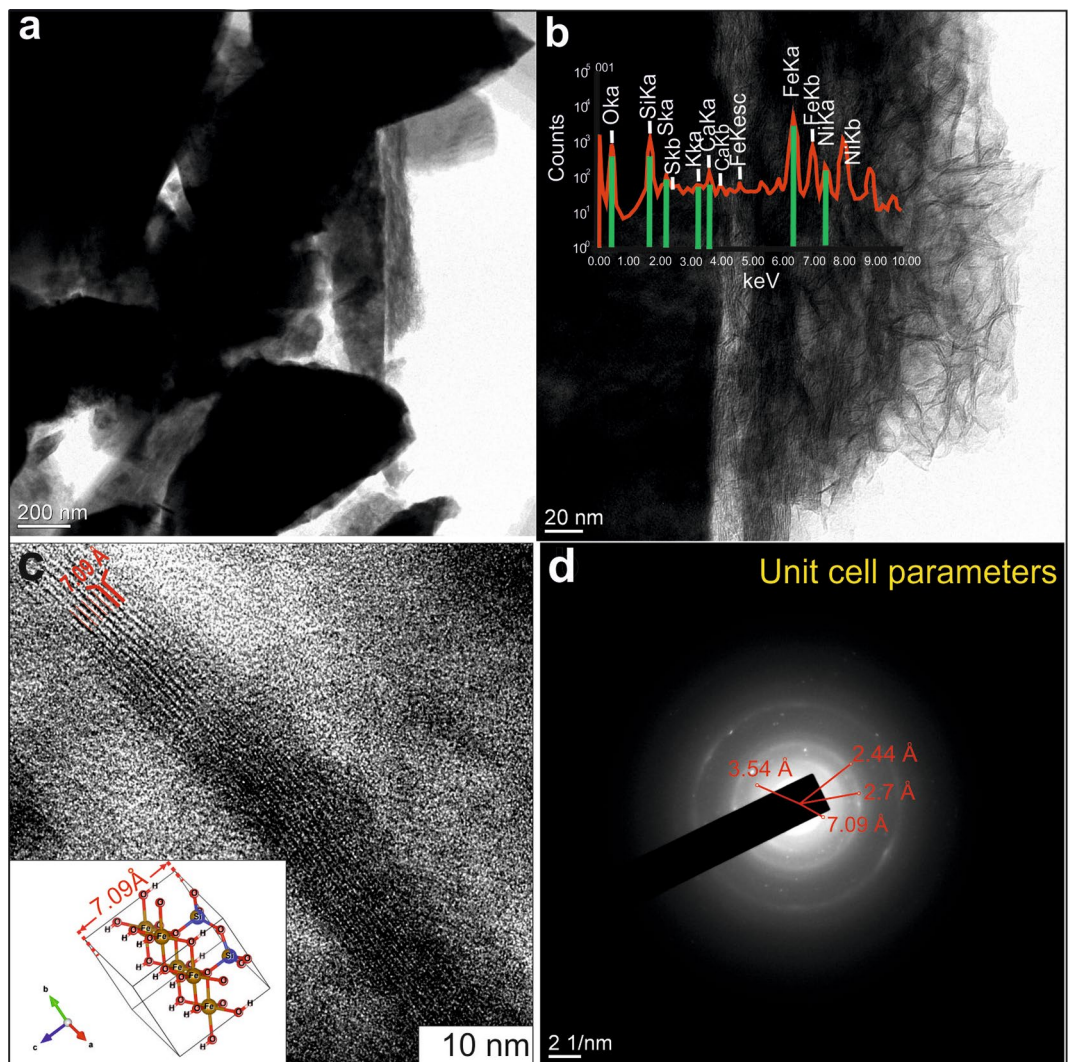 a
200 nm
b
10⁵ 001
10⁴
10³
10²
10¹
10⁰
Counts
Oka
SiKa
Ska
Skb
Kka
CaKa
CaKb
FeKesc
FeKa
FeKb
NiKa
NiKb
0.00 1.00 2.00 3.00 4.00 5.00 6.00 7.00 8.00 9.00 10.00
keV
20 nm
c
7.09 Å
7.09Å
H
O
Si
Fe
b
c
a
10 nm
d
Unit cell parameters
3.54 Å
2.44 Å
2.7 Å
7.09 Å
2 1/nm